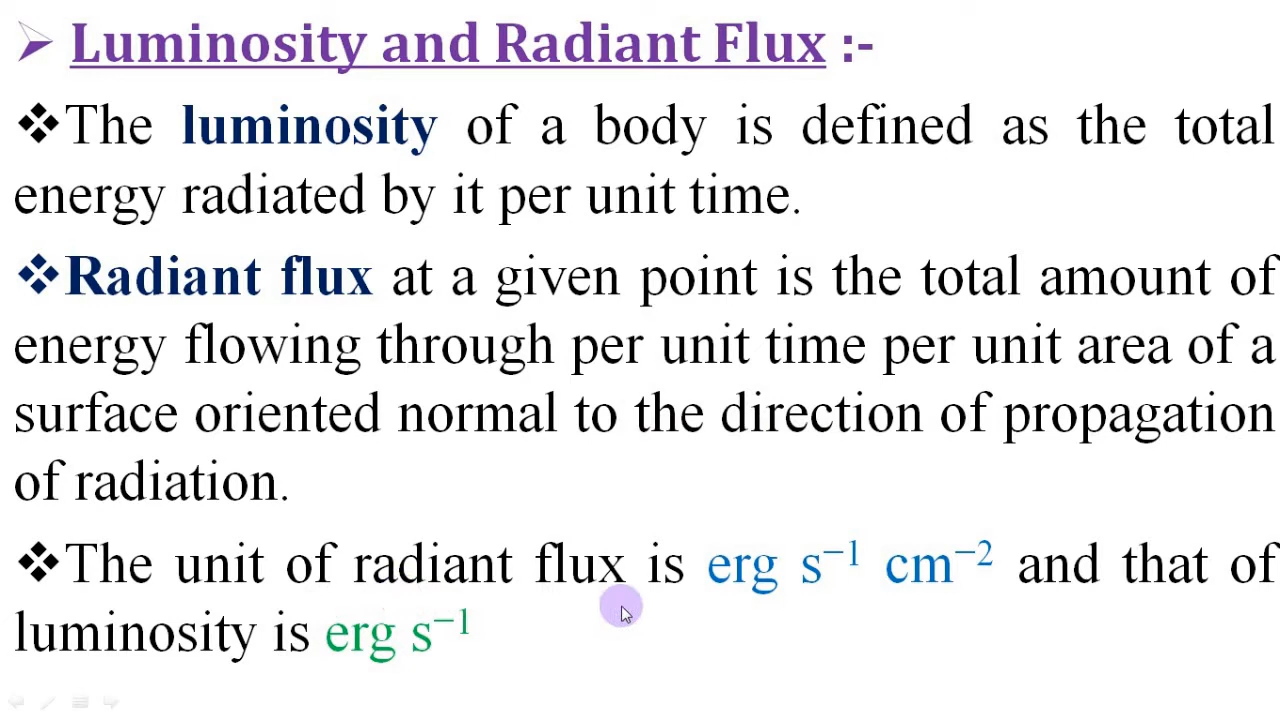 ➢ Luminosity and Radiant Flux :-
❖The luminosity of a body is defined as the total
energy radiated by it per unit time.
❖Radiant flux at a given point is the total amount of
energy flowing through per unit time per unit area of a
surface oriented normal to the direction of propagation
of radiation.
❖The unit of radiant flux is erg s⁻¹ cm⁻² and that of
luminosity is erg s⁻¹